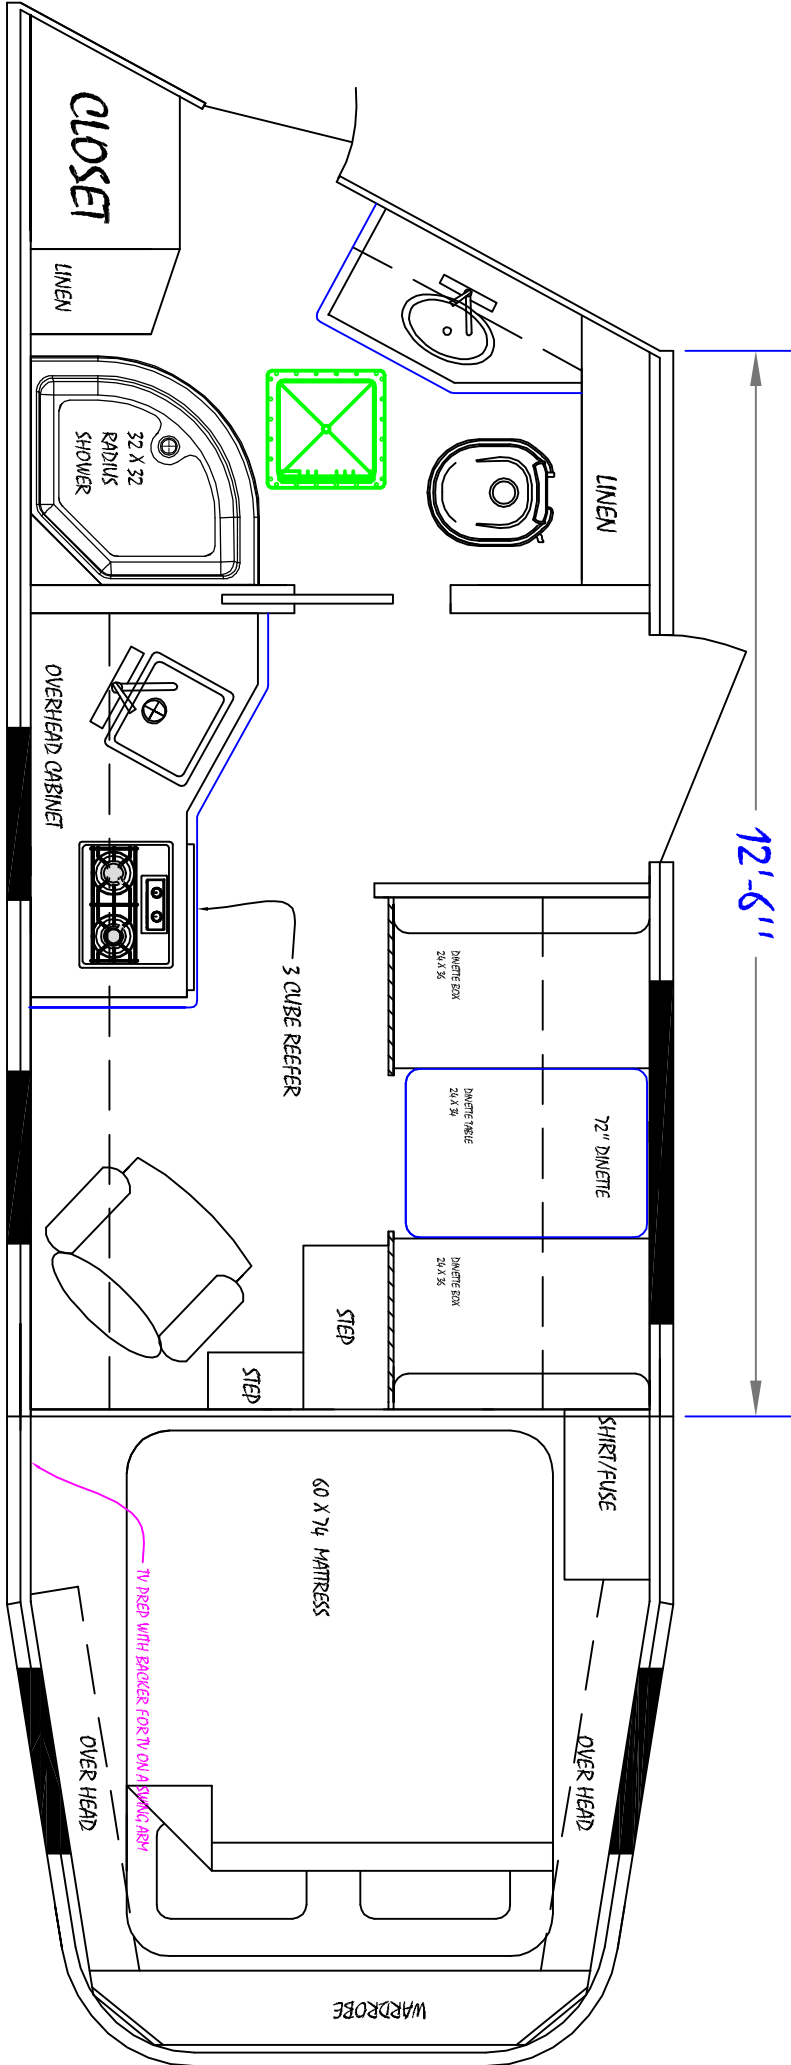 CLOSET
LINEN
32 X 32
RADIUS
SHOWER
LINEN
12'-6"
OVERHEAD CABINET
3 CUBE REEFER
DINETTE BOX
24 X 36
DINETTE TABLE
24 X 34
72" DINETTE
DINETTE BOX
24 X 36
STEP
STEP
SHIRT/FUSE
60 X 74 MATTRESS
TV PREP WITH BACKER FOR TV ON A SWING ARM
OVER HEAD
OVER HEAD
WARDROBE